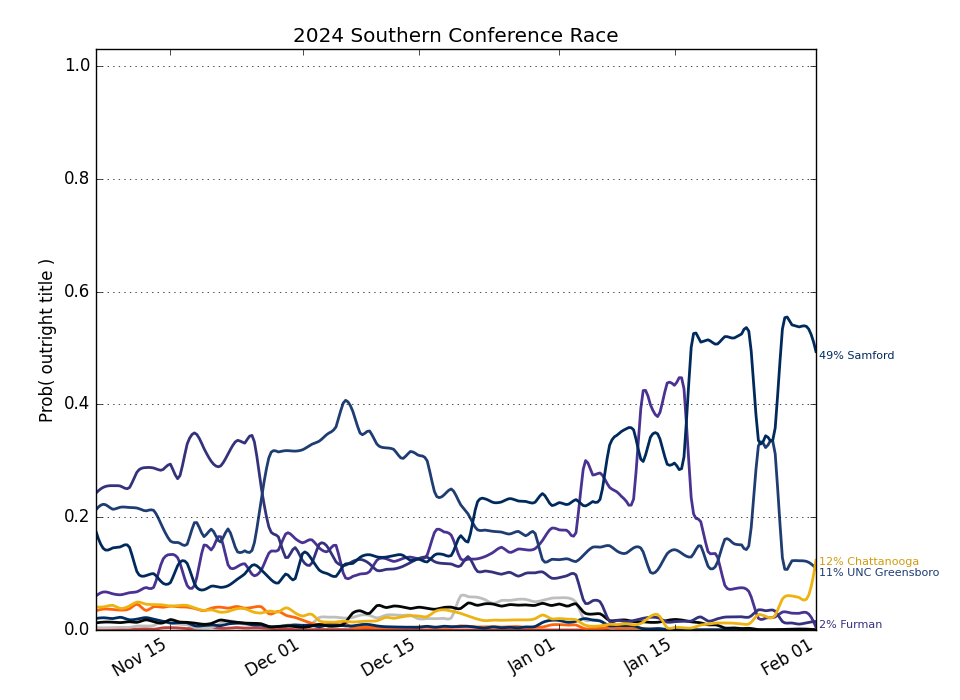 2024 Southern Conference Race
Prob( outright title )
1.0
0.8
0.6
0.4
0.2
0.0
49% Samford
12% Chattanooga
11% UNC Greensboro
2% Furman
Nov 15
Dec 01
Dec 15
Jan 01
Jan 15
Feb 01